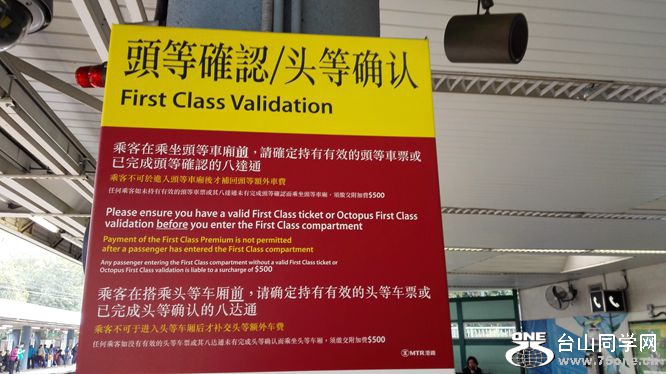 頭等確認/头等确认
First Class Validation
乘客在乘坐頭等車廂前，請確定持有有效的頭等車票或
已完成頭等確認的八達通
乘客不可於進入頭等車廂後才補回頭等額外車費
任何乘客如未持有有效的頭等車票或其八達通未有完成頭等確認而乘坐頭等車廂，須繳交附加費$500
Please ensure you have a valid First Class ticket or Octopus First Class
validation before you enter the First Class compartment
Payment of the First Class Premium is not permitted
after a passenger has entered the First Class compartment
Any passenger entering the First Class compartment without a valid First Class ticket or
Octopus First Class validation is liable to a surcharge of $500
乘客在搭乘头等车厢前，请确定持有有效的头等车票或
已完成头等确认的八达通
乘客不可于进入头等车厢后才补交头等额外车费
任何乘客如没有有效的头等车票或其八达通未有完成头等确认而乘坐头等车厢，须缴交附加费$500
MTR 港鐵
ONE
台山同学网